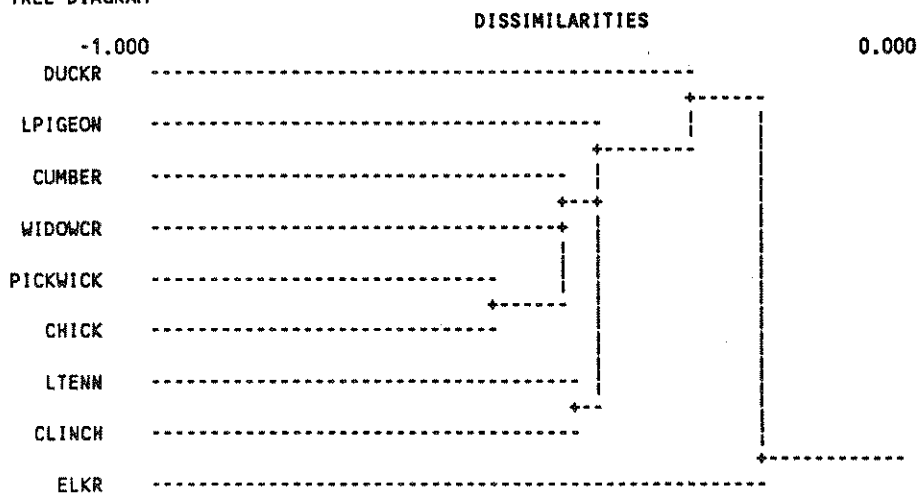 TREE DIAGRAM
DISSIMILARITIES
-1.000 0.000
DUCKR
LPIGEON
CUMBER
WIDOWCR
PICKWICK
CHICK
LTENN
CLINCH
ELKR